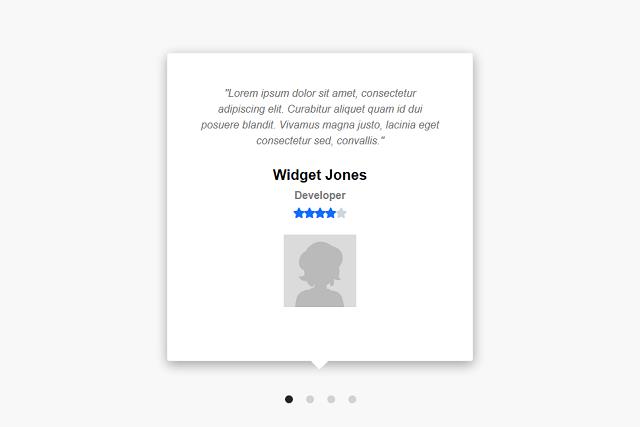 "Lorem ipsum dolor sit amet, consectetur
adipiscing elit. Curabitur aliquet quam id dui
posuere blandit. Vivamus magna justo, lacinia eget
consectetur sed, convallis."
Widget Jones
Developer